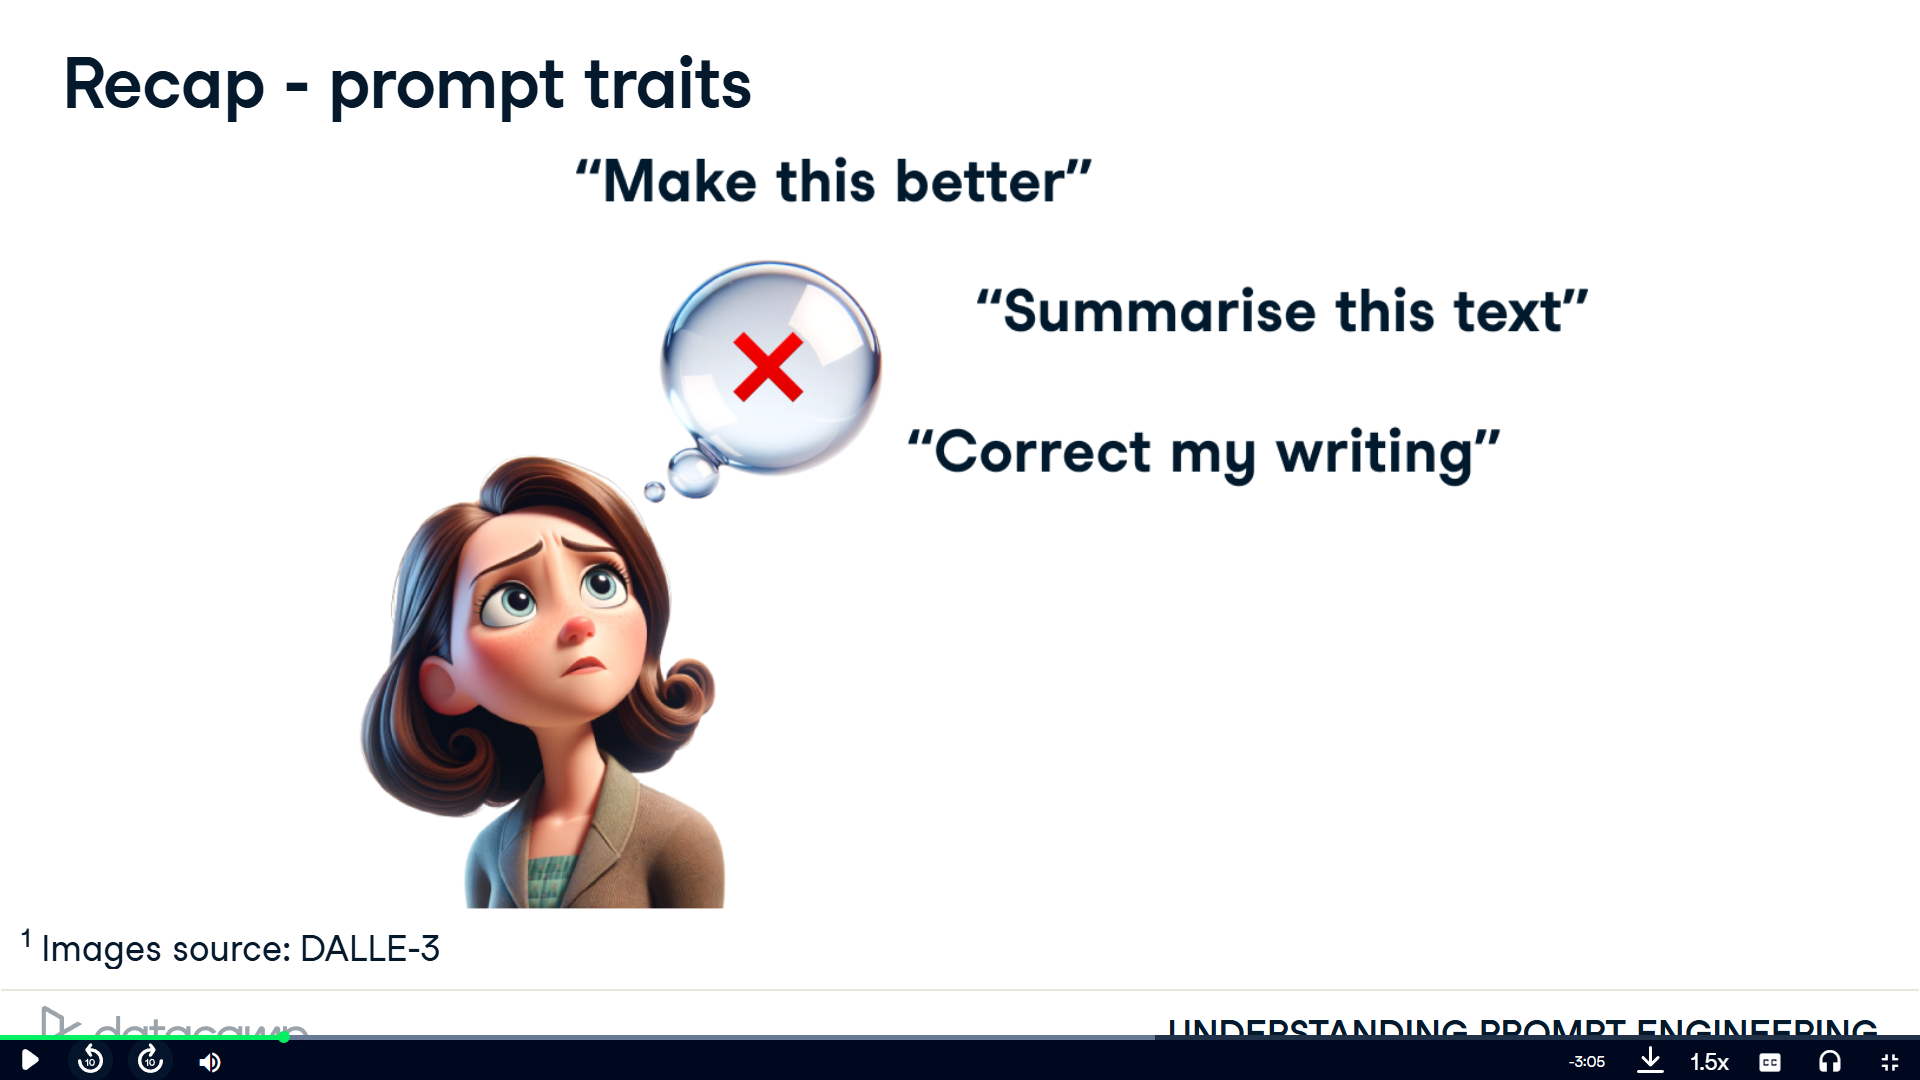 Recap - prompt traits
“Make this better”
“Summarise this text”
“Correct my writing”
1 Images source: DALLE-3
datacamp
UNDERSTANDING PROMPT ENGINEERING
10
10
-3:05
1.5x
CC